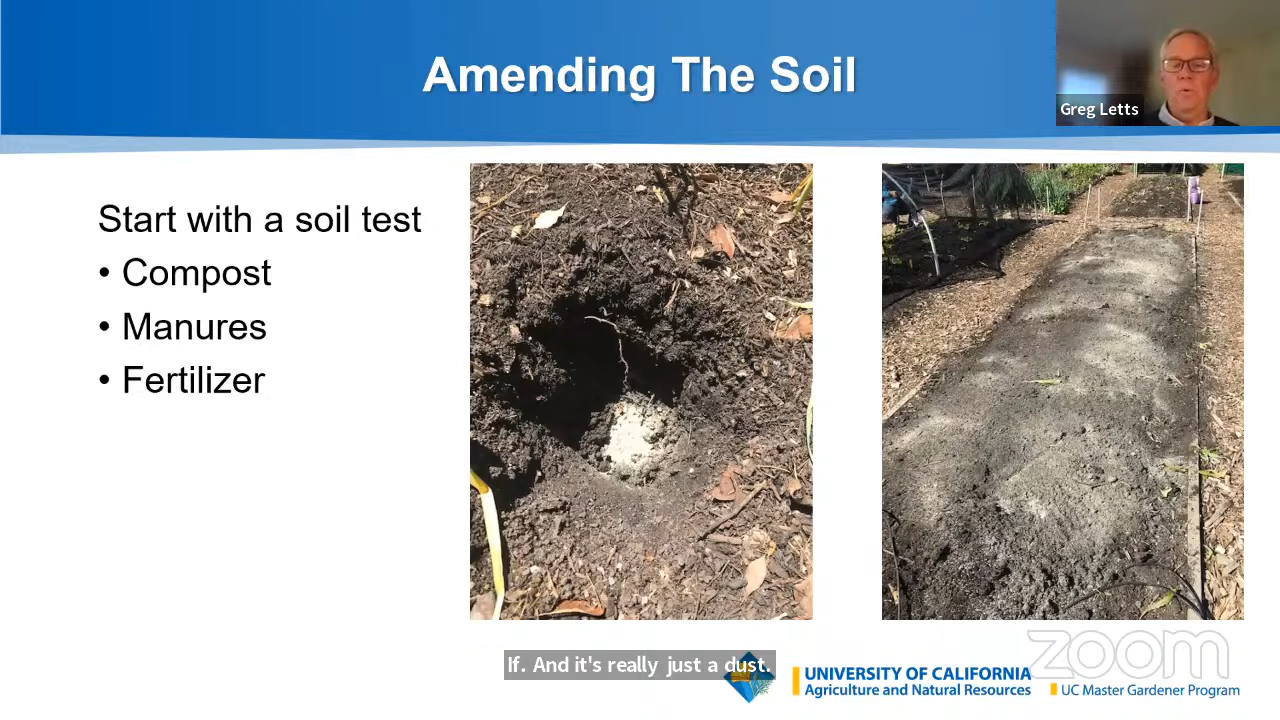 Amending The Soil
Greg Letts
Start with a soil test
• Compost
• Manures
• Fertilizer
If. And it's really just a dust.
zoom
UNIVERSITY OF CALIFORNIA
Agriculture and Natural Resources
UC Master Gardener Program